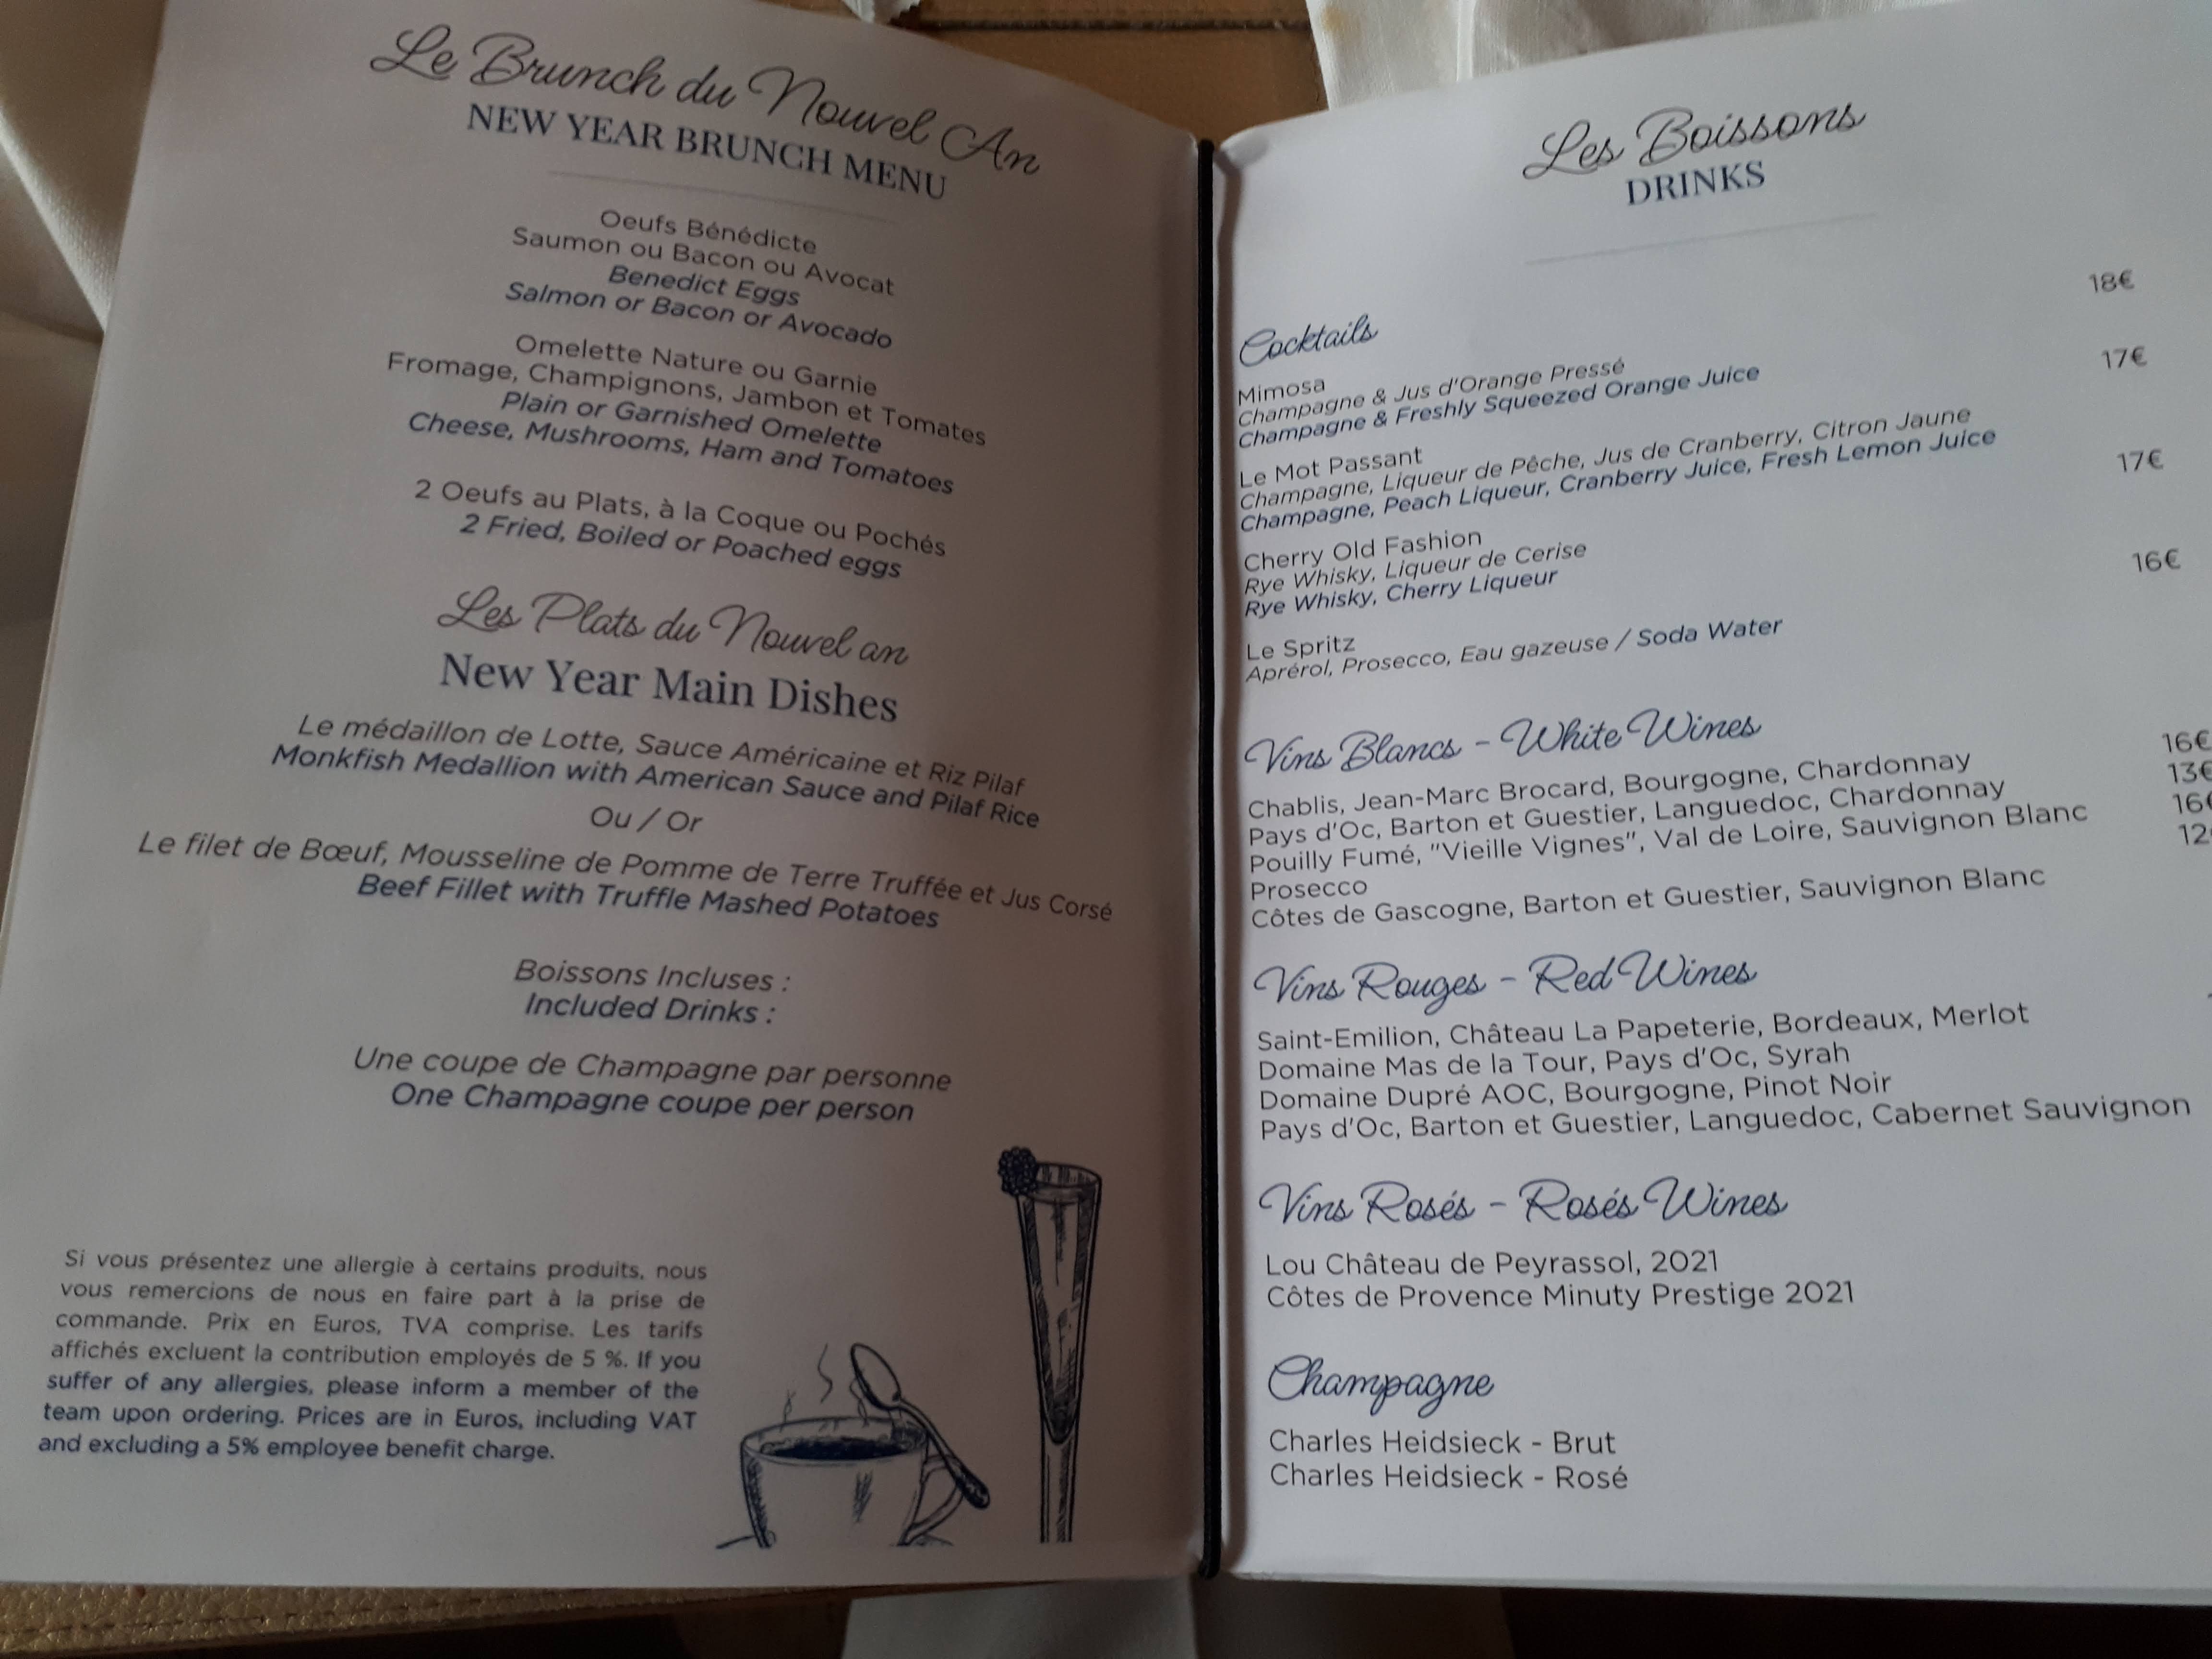 Le Brunch du Nouvel An
NEW YEAR BRUNCH MENU
Oeufs Bénédicte
Saumon ou Bacon ou Avocat
Benedict Eggs
Salmon or Bacon or Avocado
Omelette Nature ou Garnie
Fromage, Champignons, Jambon et Tomates
Plain or Garnished Omelette
Cheese, Mushrooms, Ham and Tomatoes
2 Oeufs au Plats, à la Coque ou Pochés
2 Fried, Boiled or Poached eggs
Les Plats du Nouvel an
New Year Main Dishes
Le médaillon de Lotte, Sauce Américaine et Riz Pilaf
Monkfish Medallion with American Sauce and Pilaf Rice
Ou / Or
Le filet de Bœuf, Mousseline de Pomme de Terre Truffée et Jus Corsé
Beef Fillet with Truffle Mashed Potatoes
Boissons Incluses :
Included Drinks :
Une coupe de Champagne par personne
One Champagne coupe per person
Si vous présentez une allergie à certains produits, nous
vous remercions de nous en faire part à la prise de
commande. Prix en Euros, TVA comprise. Les tarifs
affichés excluent la contribution employés de 5 %. If you
suffer of any allergies, please inform a member of the
team upon ordering. Prices are in Euros, including VAT
and excluding a 5% employee benefit charge.
Les Boissons
DRINKS
Cocktails
Mimosa 18€
Champagne & Jus d'Orange Pressé
Champagne & Freshly Squeezed Orange Juice
Le Mot Passant 17€
Champagne, Liqueur de Pêche, Jus de Cranberry, Citron Jaune
Champagne, Peach Liqueur, Cranberry Juice, Fresh Lemon Juice
Cherry Old Fashion 17€
Rye Whisky, Liqueur de Cerise
Rye Whisky, Cherry Liqueur
Le Spritz 16€
Aprérol, Prosecco, Eau gazeuse / Soda Water
Vins Blancs - White Wines
Chablis, Jean-Marc Brocard, Bourgogne, Chardonnay 16€
Pays d'Oc, Barton et Guestier, Languedoc, Chardonnay 13€
Pouilly Fumé, "Vieille Vignes", Val de Loire, Sauvignon Blanc 16€
Prosecco 12
Côtes de Gascogne, Barton et Guestier, Sauvignon Blanc
Vins Rouges - Red Wines
Saint-Emilion, Château La Papeterie, Bordeaux, Merlot
Domaine Mas de la Tour, Pays d'Oc, Syrah
Domaine Dupré AOC, Bourgogne, Pinot Noir
Pays d'Oc, Barton et Guestier, Languedoc, Cabernet Sauvignon
Vins Rosés - Rosés Wines
Lou Château de Peyrassol, 2021
Côtes de Provence Minuty Prestige 2021
Champagne
Charles Heidsieck - Brut
Charles Heidsieck - Rosé